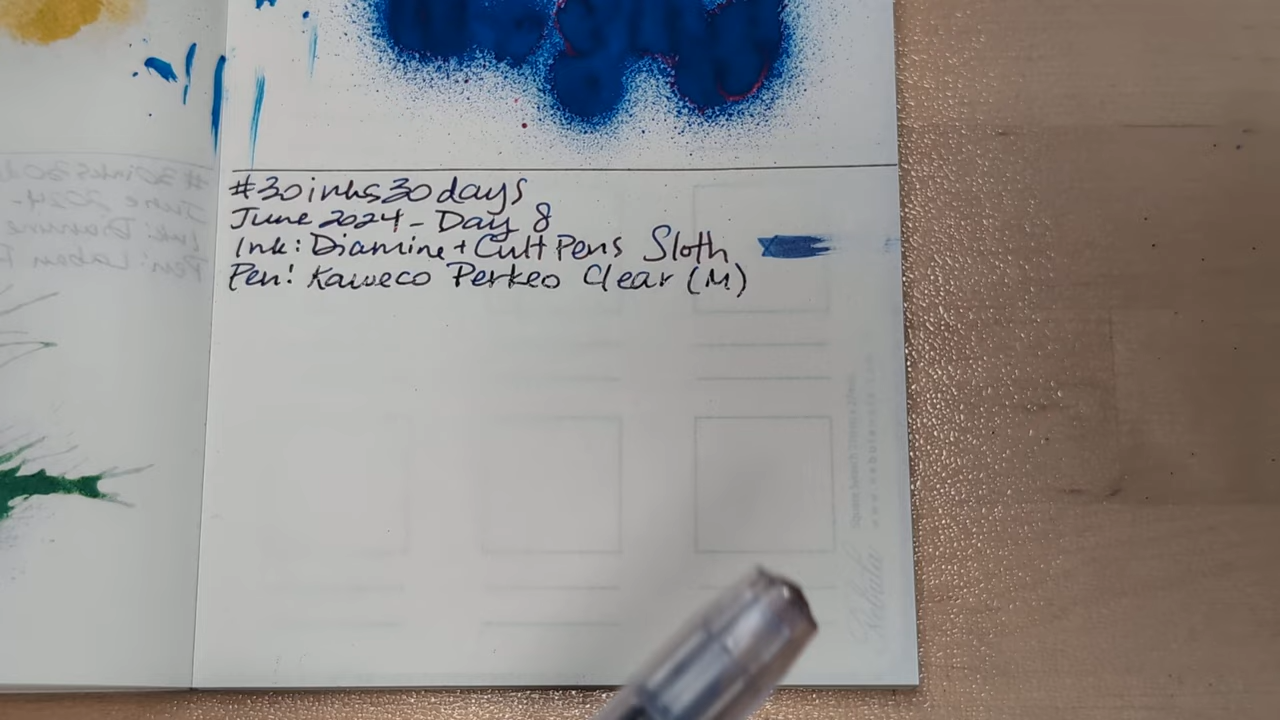 #30inks30days
June 2024 - Day 8
Ink: Diamine + Cult Pens Sloth
Pen: Kaweco Perkeo Clear (M)